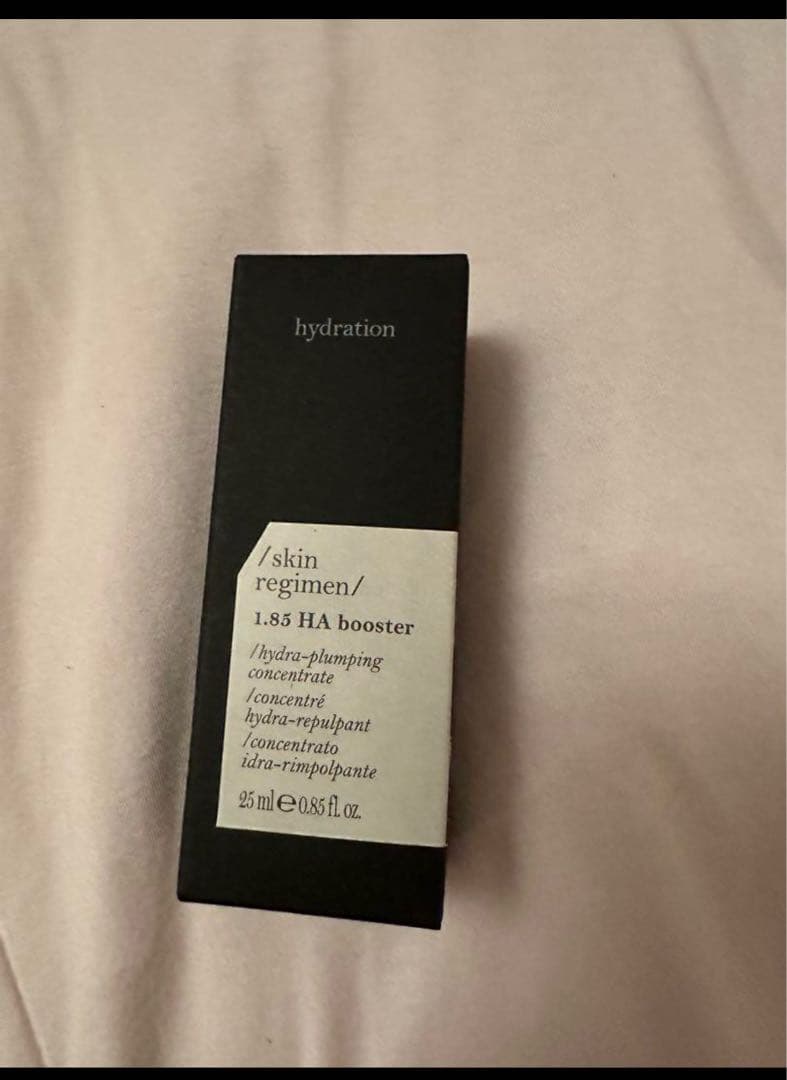 hydration
/skin
regimen/
1.85 HA booster
/hydra-plumping
concentrate
/concentré
hydra-repulpant
/concentrato
idra-rimpolpante
25 ml ℮ 0.85 fl. oz.